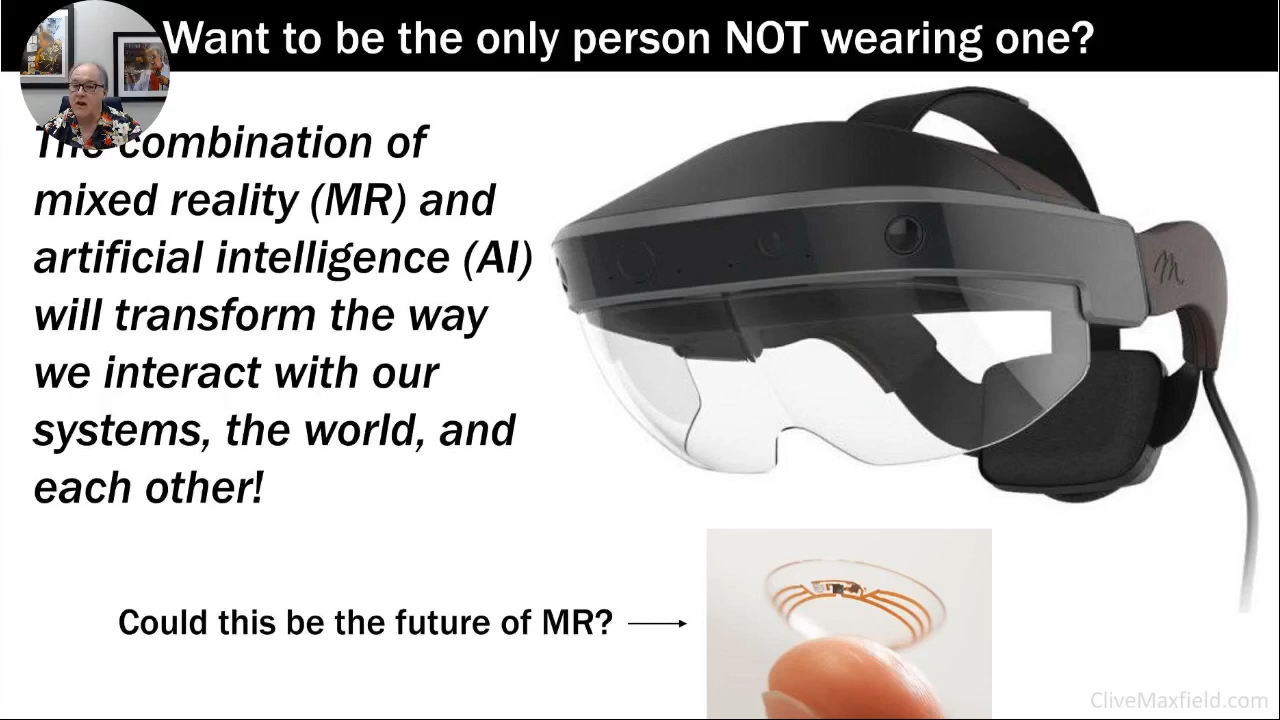 Want to be the only person NOT wearing one?
The combination of
mixed reality (MR) and
artificial intelligence (AI)
will transform the way
we interact with our
systems, the world, and
each other!
Could this be the future of MR?
CliveMaxfield.com